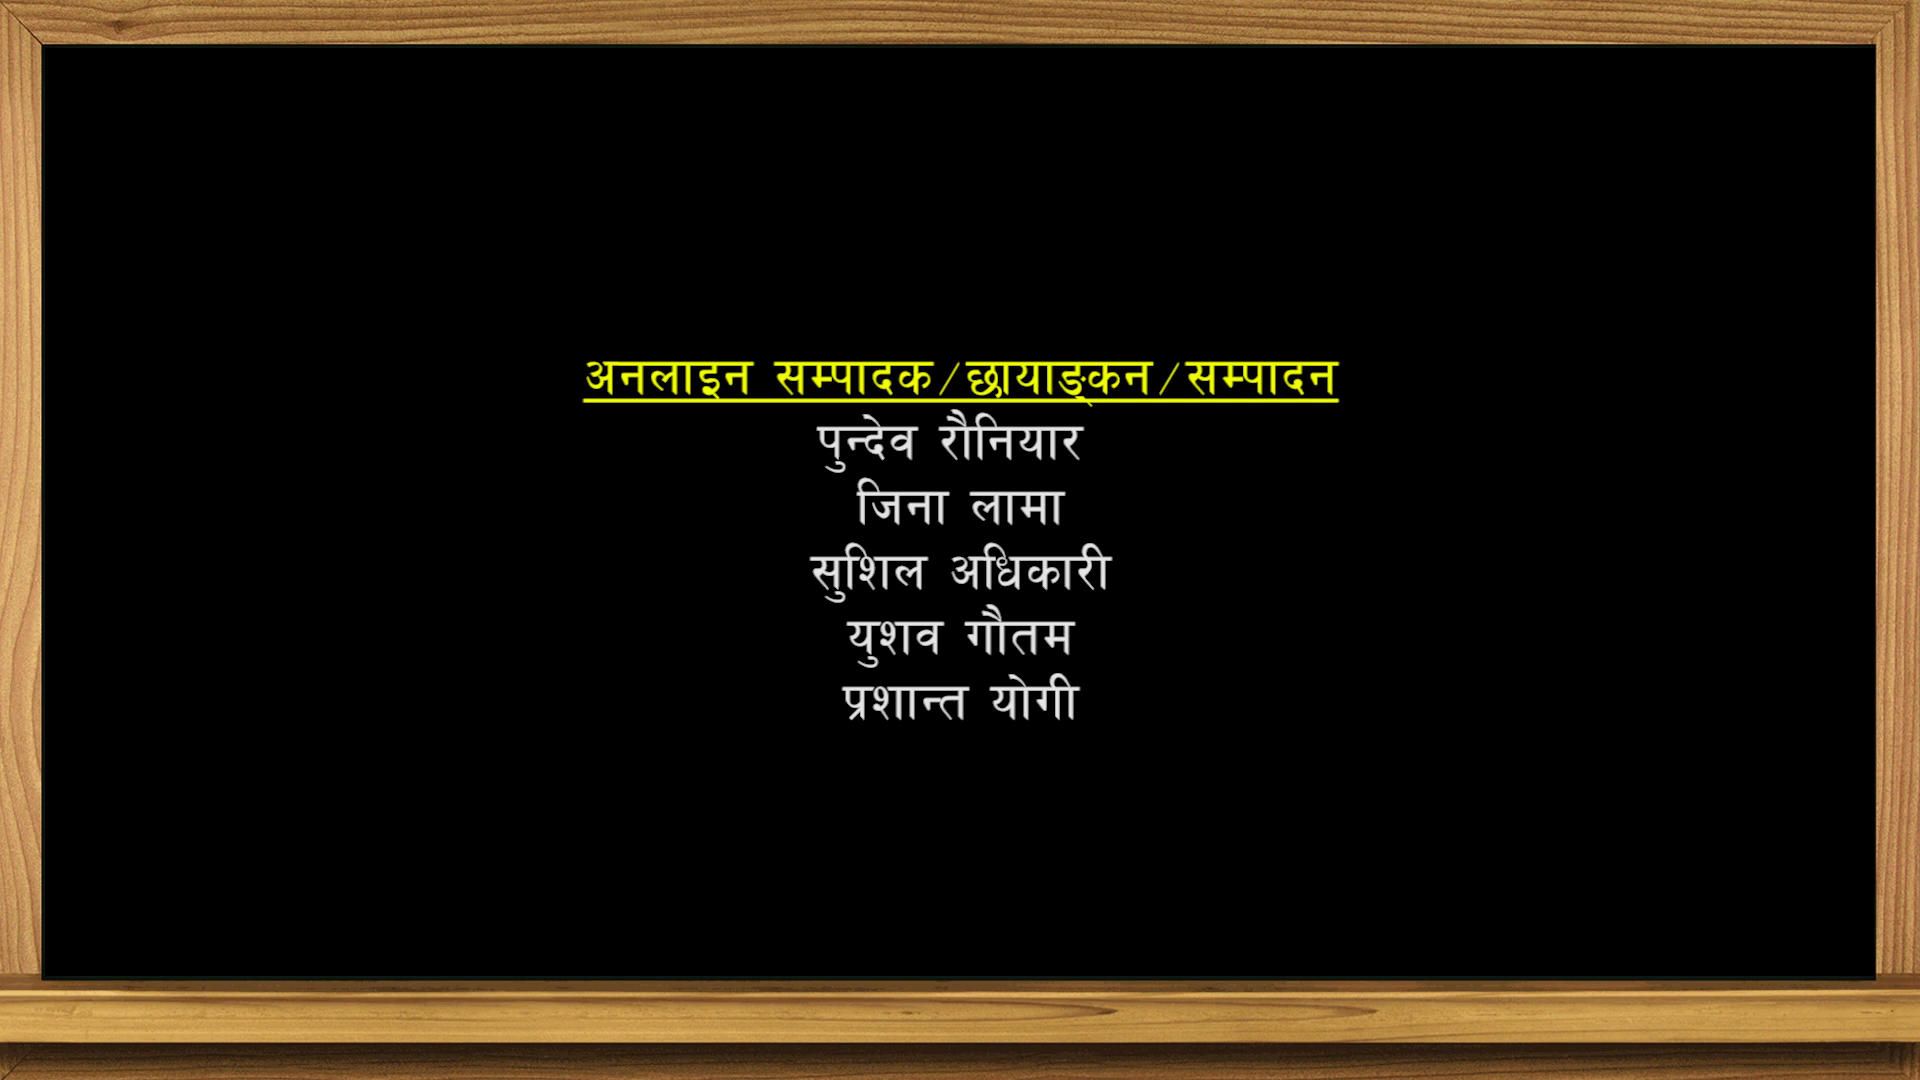 अनलाइन सम्पादक/छायाङ्कन/सम्पादन
पुन्देव रौनियार
जिना लामा
सुशिल अधिकारी
युशव गौतम
प्रशान्त योगी